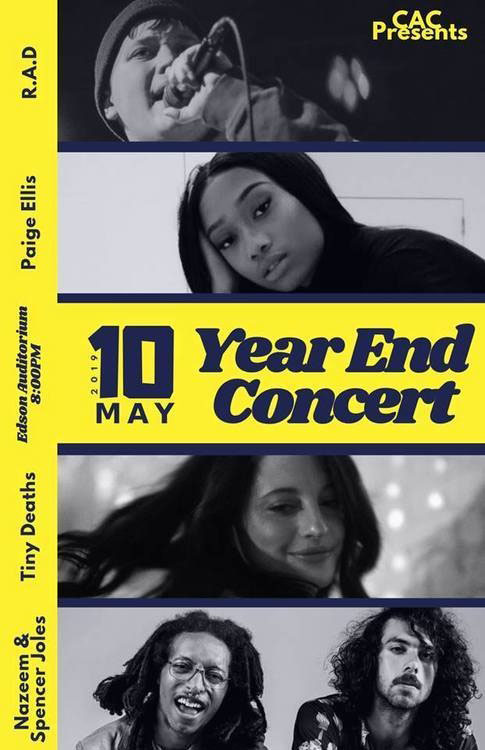 CAC
Presents
R.A.D
Paige Ellis
Edson Auditorium
8:00PM
2019
10
MAY
Year End
Concert
Tiny Deaths
Nazeem &
Spencer Joles